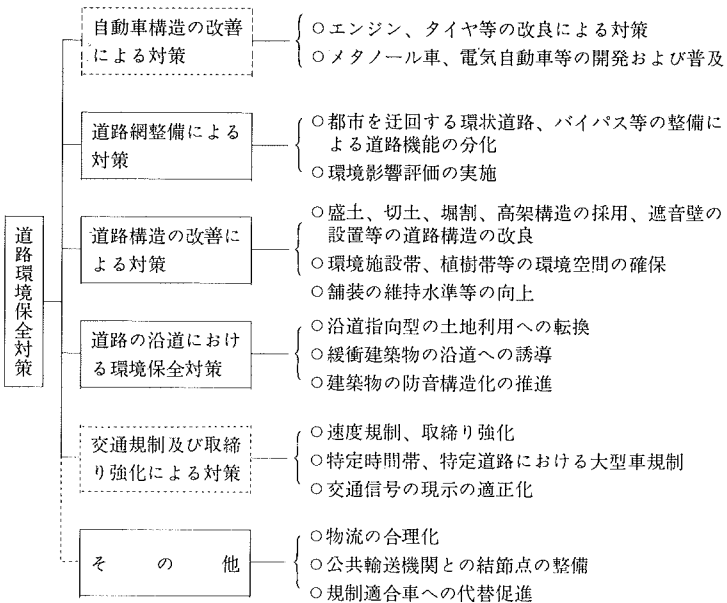 道路環境保全対策
自動車構造の改善
による対策
○エンジン、タイヤ等の改良による対策
○メタノール車、電気自動車等の開発および普及
道路網整備による
対策
○都市を迂回する環状道路、バイパス等の整備に
よる道路機能の分化
○環境影響評価の実施
道路構造の改善に
よる対策
○盛土、切土、堀割、高架構造の採用、遮音壁の
設置等の道路構造の改良
○環境施設帯、植樹帯等の環境空間の確保
○舗装の維持水準等の向上
道路の沿道におけ
る環境保全対策
○沿道指向型の土地利用への転換
○緩衝建築物の沿道への誘導
○建築物の防音構造化の推進
交通規制及び取締
り強化による対策
○速度規制、取締り強化
○特定時間帯、特定道路における大型車規制
○交通信号の現示の適正化
その他
○物流の合理化
○公共輸送機関との結節点の整備
○規制適合車への代替促進